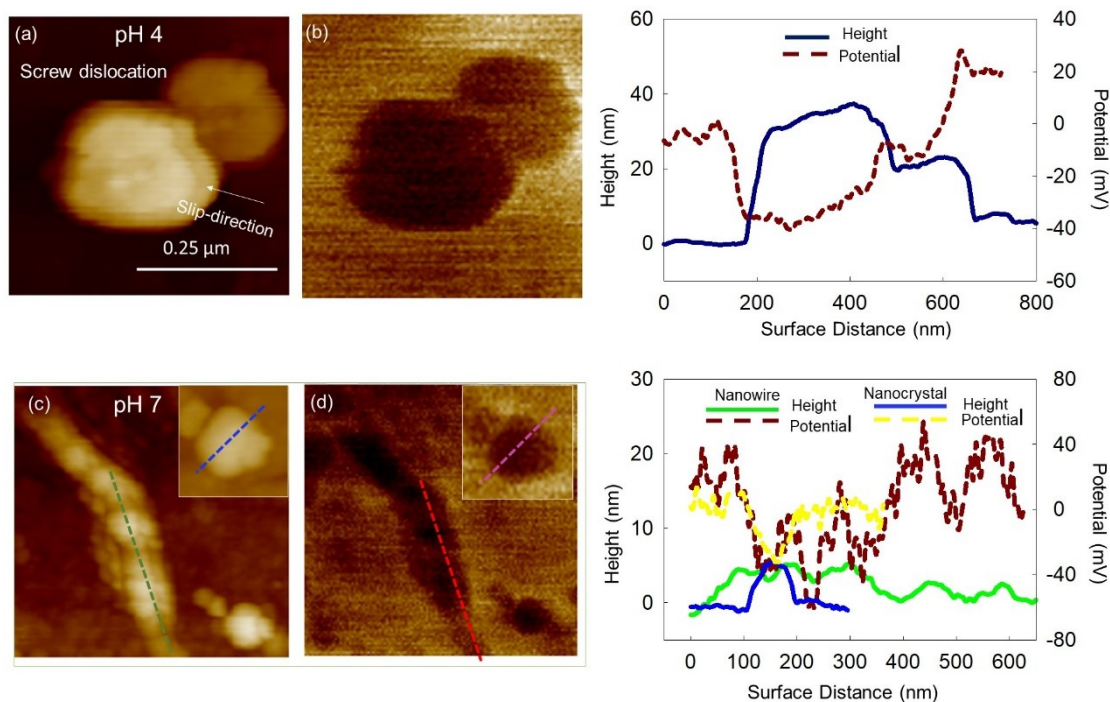 (a)
pH 4
Screw dislocation
Slip-direction
0.25 µm
(b)
Height
Potential
Height (nm)
60
40
20
0
Potential (mV)
40
20
0
-20
-40
-60
0 200 400 600 800
Surface Distance (nm)
(c)
pH 7
(d)
Nanowire
Height
Potential
Nanocrystal
Height
Potential
Height (nm)
30
20
10
0
Potential (mV)
80
40
0
-40
-80
0 100 200 300 400 500 600
Surface Distance (nm)